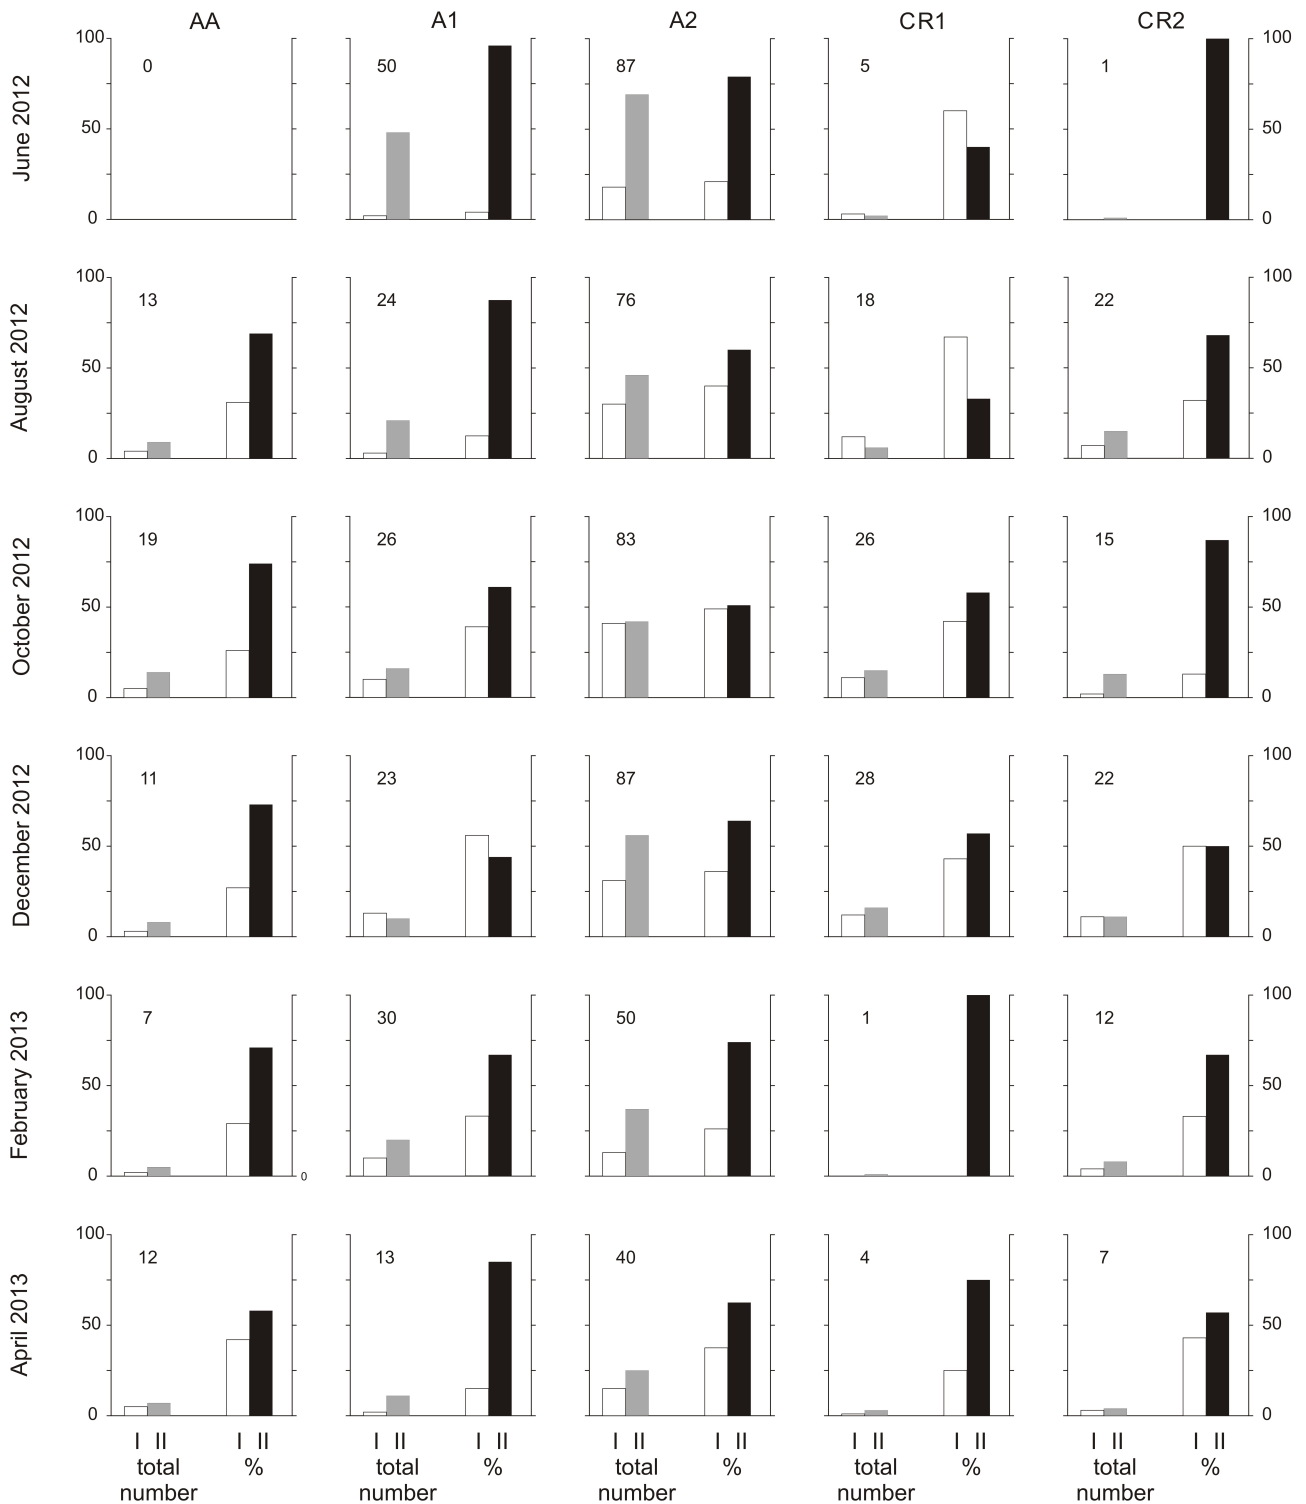 AA A1 A2 CR1 CR2
June 2012
100 50 0
0 50 87 5 1
100 50 0
August 2012
100 50 0
13 24 76 18 22
100 50 0
October 2012
100 50 0
19 26 83 26 15
100 50 0
December 2012
100 50 0
11 23 87 28 22
100 50 0
February 2013
100 50 0
7 30 50 1 12
0
100 50 0
April 2013
100 50 0
12 13 40 4 7
100 50 0
I II I II I II I II I II I II I II I II I II I II
total % total % total % total % total %
number number number number number